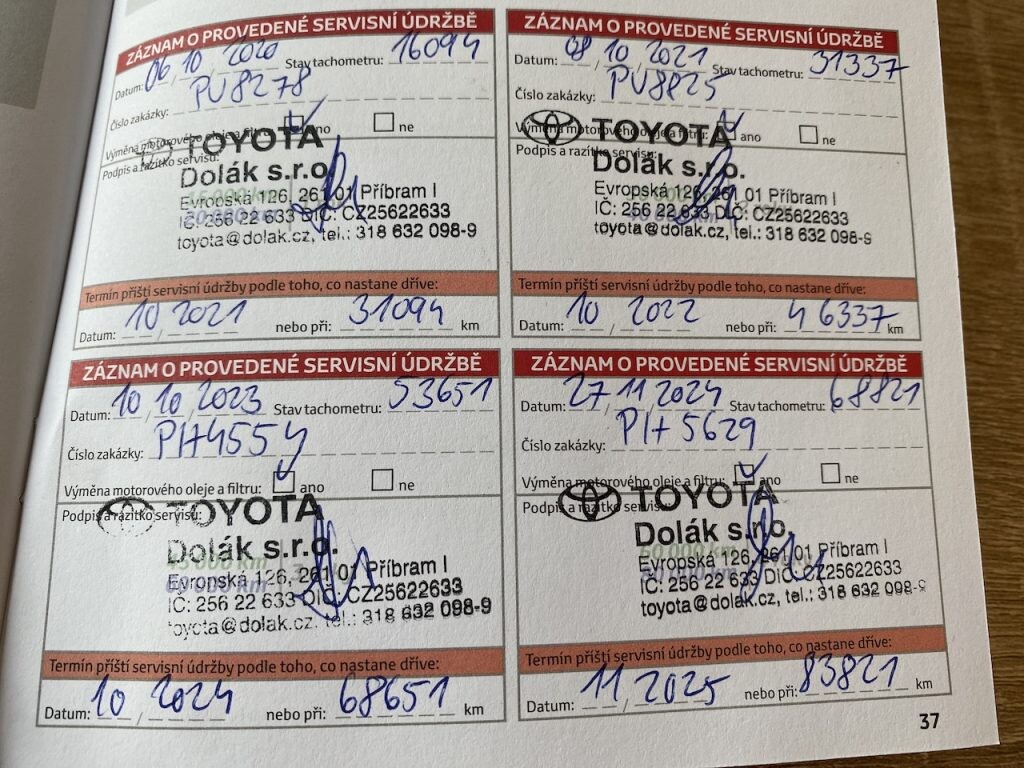 ZÁZNAM O PROVEDENÉ SERVISNÍ ÚDRŽBĚ
Datum: 06 / 10 / 2020 Stav tachometru: 16094
Číslo zakázky: PU8278
Výměna motorového oleje a filtru: ano ne
Podpis a razítko servisu:
TOYOTA
Dolák s.r.o.
Evropská 126, 261 01 Příbram I
IČ: 256 22 633 DIČ: CZ25622633
toyota@dolak.cz, tel.: 318 632 098-9
Termín příští servisní údržby podle toho, co nastane dříve:
Datum: 10 / 2021 nebo při: 31094 km
ZÁZNAM O PROVEDENÉ SERVISNÍ ÚDRŽBĚ
Datum: 08 / 10 / 2021 Stav tachometru: 31337
Číslo zakázky: PU8825
Výměna motorového oleje a filtru: ano ne
Podpis a razítko servisu:
TOYOTA
Dolák s.r.o.
Evropská 126, 261 01 Příbram I
IČ: 256 22 633 DIČ: CZ25622633
toyota@dolak.cz, tel.: 318 632 098-9
Termín příští servisní údržby podle toho, co nastane dříve:
Datum: 10 / 2022 nebo při: 46337 km
ZÁZNAM O PROVEDENÉ SERVISNÍ ÚDRŽBĚ
Datum: 10 / 10 / 2023 Stav tachometru: 53651
Číslo zakázky:
Výměna motorového oleje a filtru: ano ne
Podpis a razítko servisu:
TOYOTA
Dolák s.r.o.
Evropská 126, 261 01 Příbram I
IČ: 256 22 633 DIČ: CZ25622633
toyota@dolak.cz, tel.: 318 632 098-9
Termín příští servisní údržby podle toho, co nastane dříve:
Datum: 10 / 2024 nebo při: 68651 km
ZÁZNAM O PROVEDENÉ SERVISNÍ ÚDRŽBĚ
Datum: 27 / 11 / 2024 Stav tachometru: 68821
Číslo zakázky: PH5629
Výměna motorového oleje a filtru: ano ne
Podpis a razítko servisu:
TOYOTA
Dolák s.r.o.
60 000 km
Evropská 126, 261 01 Příbram I
IČ: 256 22 633 DIČ: CZ25622633
toyota@dolak.cz, tel.: 318 632 098-9
Termín příští servisní údržby podle toho, co nastane dříve:
Datum: 11 / 2025 nebo při: 83821 km
37